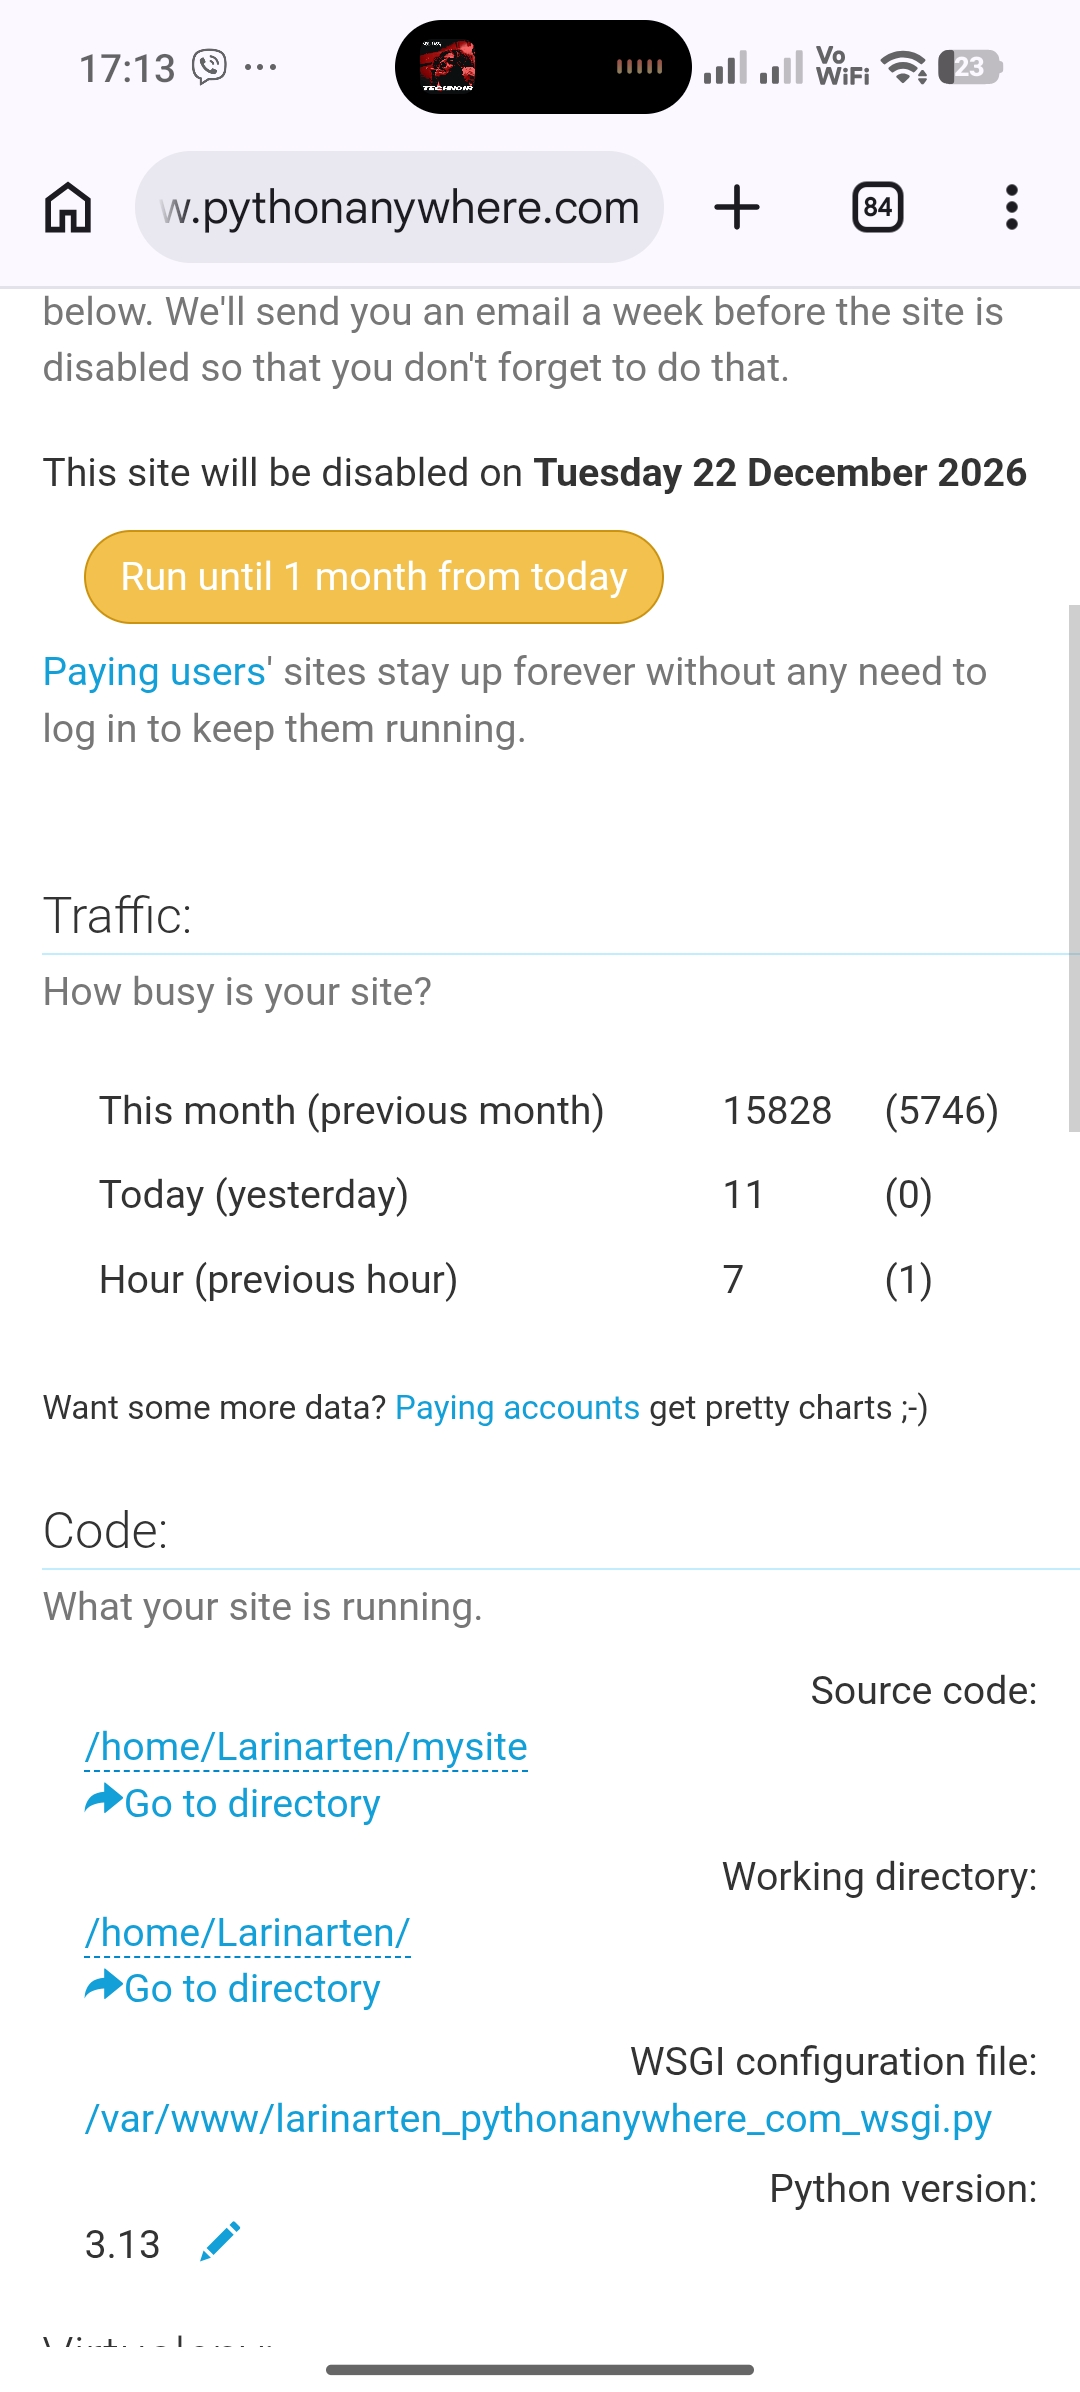 17:13
Vo
WiFi
23
w.pythonanywhere.com
84
below. We'll send you an email a week before the site is
disabled so that you don't forget to do that.
This site will be disabled on Tuesday 22 December 2026
Run until 1 month from today
Paying users' sites stay up forever without any need to
log in to keep them running.
Traffic:
How busy is your site?
This month (previous month) 15828 (5746)
Today (yesterday) 11 (0)
Hour (previous hour) 7 (1)
Want some more data? Paying accounts get pretty charts ;-)
Code:
What your site is running.
Source code:
/home/Larinarten/mysite
Go to directory
Working directory:
/home/Larinarten/
Go to directory
WSGI configuration file:
/var/www/larinarten_pythonanywhere_com_wsgi.py
Python version:
3.13